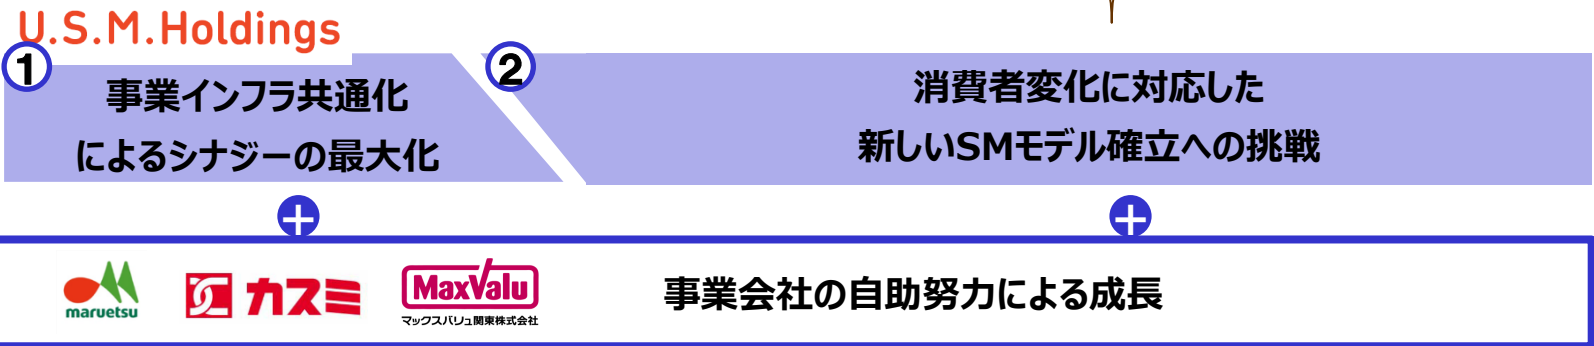 U.S.M.Holdings
①
事業インフラ共通化
によるシナジーの最大化
②
消費者変化に対応した
新しいSMモデル確立への挑戦
+
+
maruetsu
カスミ
MaxValu
マックスバリュ関東株式会社
事業会社の自助努力による成長